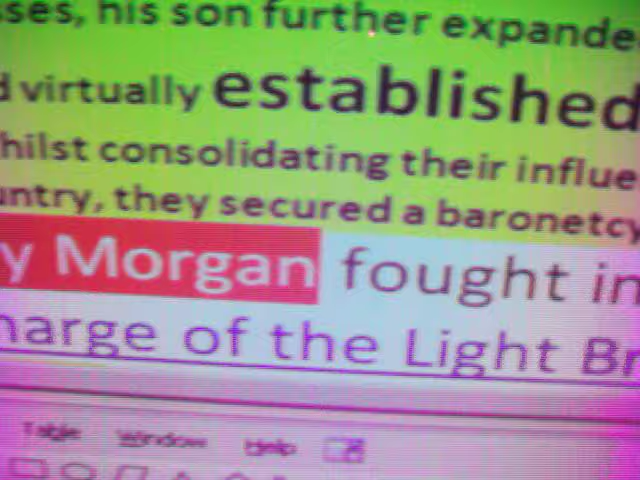 sses, his son further expande
d virtually established
hilst consolidating their influe
untry, they secured a baronetcy
y Morgan fought in
harge of the Light Br
Table Window Help